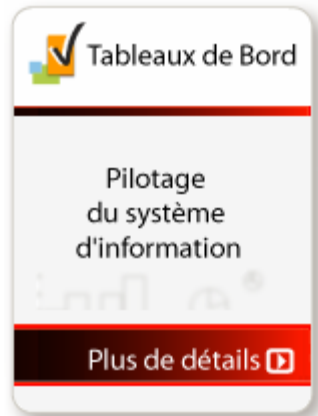 Tableaux de Bord
Pilotage
du système
d'information
Plus de détails